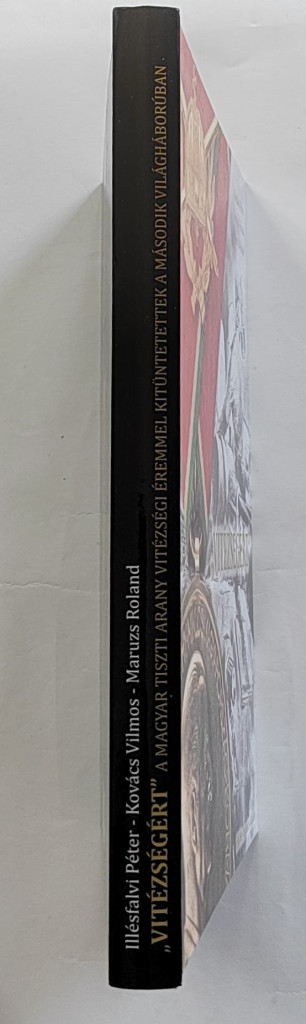 Illésfalvi Péter - Kovács Vilmos - Maruzs Roland
„VITÉZSÉGÉRT” A MAGYAR TISZTI ARANY VITÉZSÉGI ÉREMMEL KITÜNTETETTEK A MÁSODIK VILÁGHÁBORÚBAN